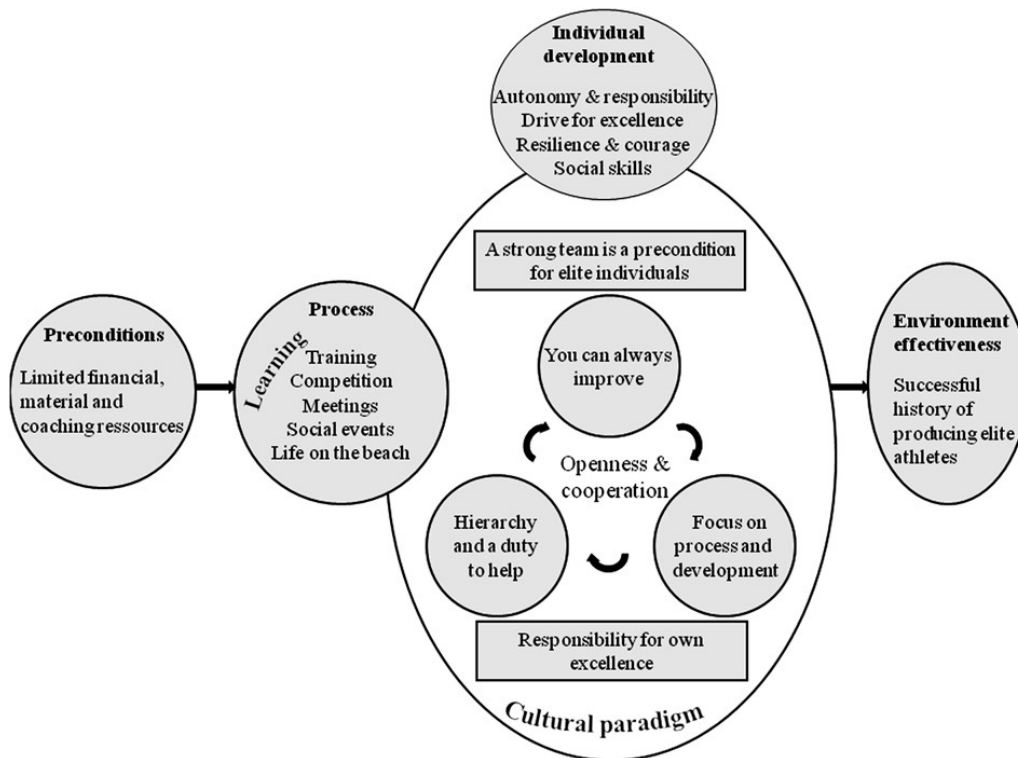 Individual
development
Autonomy & responsibility
Drive for excellence
Resilience & courage
Social skills
A strong team is a precondition
for elite individuals
Preconditions
Limited financial,
material and
coaching ressources
Process
Learning
Training
Competition
Meetings
Social events
Life on the beach
You can always
improve
Openness &
cooperation
Hierarchy
and a duty
to help
Focus on
process and
development
Responsibility for own
excellence
Cultural paradigm
Environment
effectiveness
Successful
history of
producing elite
athletes